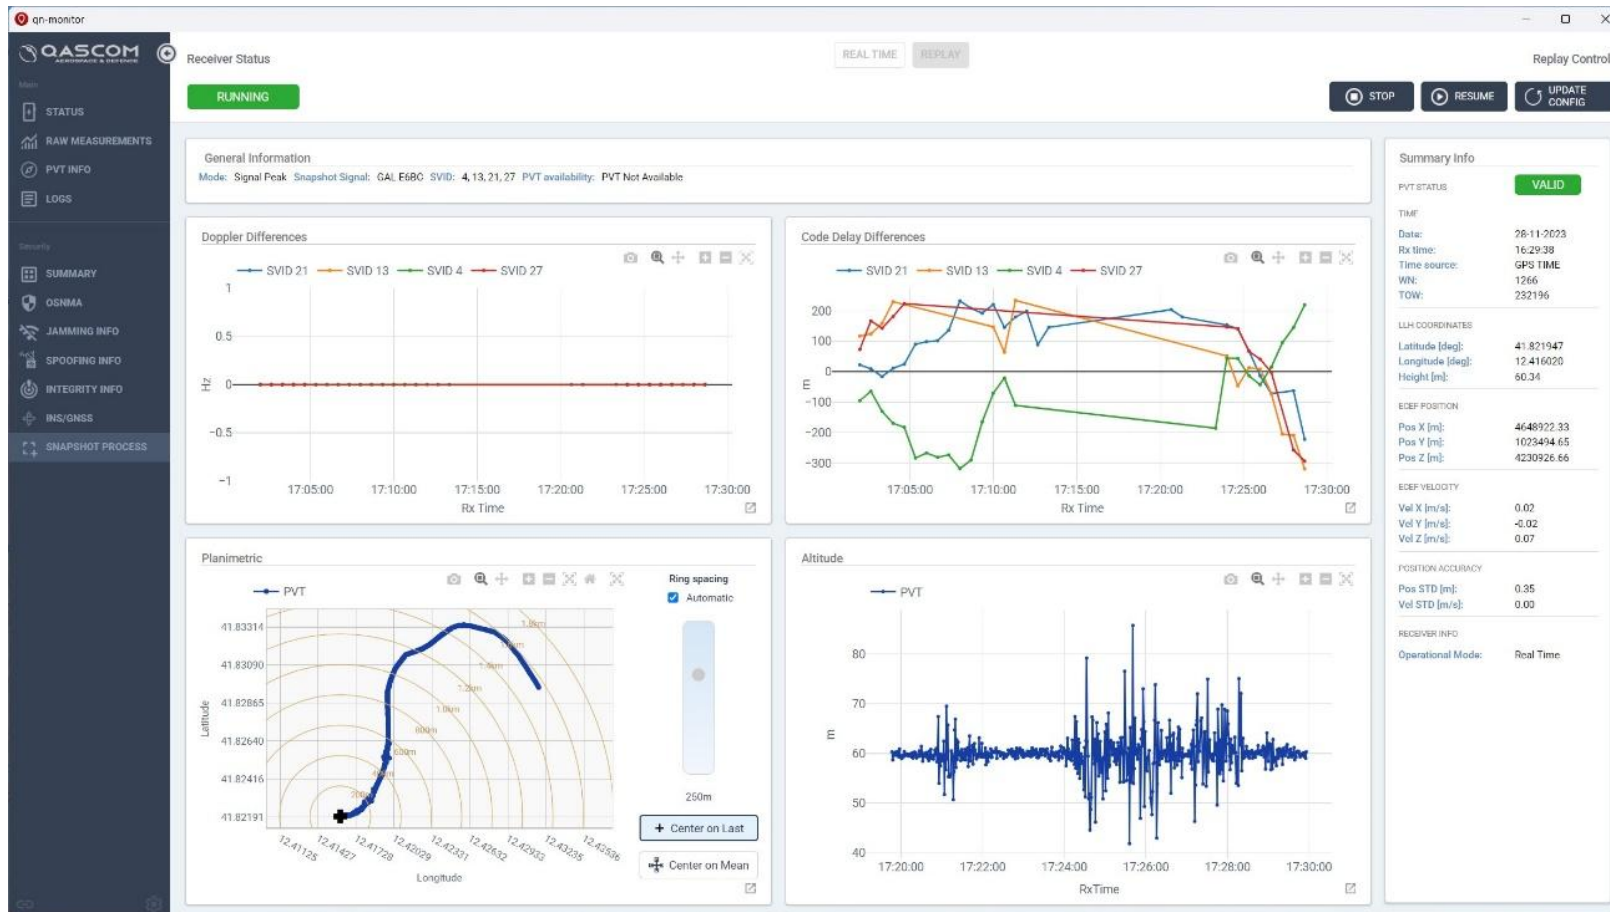 qn-monitor
QASCOM
AEROSPACE & DEFENCE
Main
STATUS
RAW MEASUREMENTS
PVT INFO
LOGS
Security
SUMMARY
OSNMA
JAMMING INFO
SPOOFING INFO
INTEGRITY INFO
INS/GNSS
SNAPSHOT PROCESS
Receiver Status
REAL TIME
REPLAY
Replay Control
RUNNING
STOP
RESUME
UPDATE
CONFIG
General Information
Mode: Signal Peak Snapshot Signal: GAL E6BC SVID: 4, 13, 21, 27 PVT availability: PVT Not Available
Doppler Differences
SVID 21 SVID 13 SVID 4 SVID 27
1
0.5
0
−0.5
−1
Hz
17:05:00 17:10:00 17:15:00 17:20:00 17:25:00 17:30:00
Rx Time
Code Delay Differences
SVID 21 SVID 13 SVID 4 SVID 27
200
100
0
−100
−200
−300
m
17:05:00 17:10:00 17:15:00 17:20:00 17:25:00 17:30:00
Rx Time
Planimetric
PVT
41.83314
41.83090
41.82865
41.82640
41.82416
41.82191
Latitude
1.8km
1.4km
1.2km
1.0km
800m
600m
12.41125 12.41427 12.41728 12.42029 12.42331 12.42632 12.42933 12.43235 12.43536
Longitude
Ring spacing
Automatic
250m
Center on Last
Center on Mean
Altitude
PVT
80
70
60
50
40
m
17:20:00 17:22:00 17:24:00 17:26:00 17:28:00 17:30:00
RxTime
Summary Info
PVT STATUS VALID
TIME
Date: 28-11-2023
Rx time: 16:29:38
Time source: GPS TIME
WN: 1266
TOW: 232196
LLH COORDINATES
Latitude [deg]: 41.821947
Longitude [deg]: 12.416020
Height [m]: 60.34
ECEF POSITION
Pos X [m]: 4648922.33
Pos Y [m]: 1023494.65
Pos Z [m]: 4230926.66
ECEF VELOCITY
Vel X [m/s]: 0.02
Vel Y [m/s]: -0.02
Vel Z [m/s]: 0.07
POSITION ACCURACY
Pos STD [m]: 0.35
Vel STD [m/s]: 0.00
RECEIVER INFO
Operational Mode: Real Time